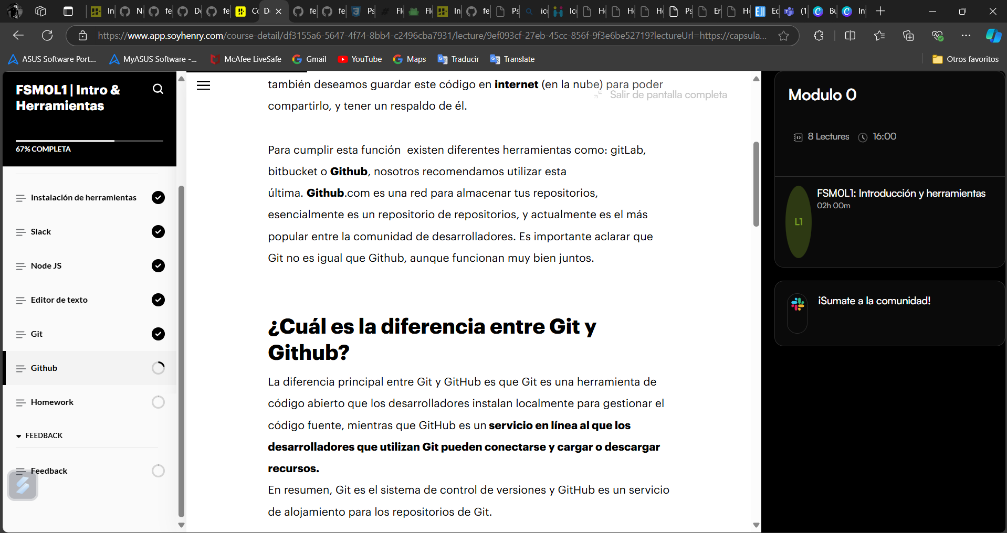 https://www.app.soyhenry.com/course-detail/df3155a6-5647-4f74-8bb4-c2496cba7931/lecture/9ef093cf-27eb-45cc-856f-9f3e6be52719?lectureUrl=https://capsula...
ASUS Software Port...
MyASUS Software -...
McAfee LiveSafe
Gmail
YouTube
Maps
Traducir
Translate
Otros favoritos
FSM0L1 | Intro &
Herramientas
67% COMPLETA
Instalación de herramientas
Slack
Node JS
Editor de texto
Git
Github
Homework
FEEDBACK
Feedback
también deseamos guardar este código en internet (en la nube) para poder
Salir de pantalla completa
compartirlo, y tener un respaldo de él.
Para cumplir esta función existen diferentes herramientas como: gitLab,
bitbucket o Github, nosotros recomendamos utilizar esta
última. Github.com es una red para almacenar tus repositorios,
esencialmente es un repositorio de repositorios, y actualmente es el más
popular entre la comunidad de desarrolladores. Es importante aclarar que
Git no es igual que Github, aunque funcionan muy bien juntos.
¿Cuál es la diferencia entre Git y
Github?
La diferencia principal entre Git y GitHub es que Git es una herramienta de
código abierto que los desarrolladores instalan localmente para gestionar el
código fuente, mientras que GitHub es un servicio en línea al que los
desarrolladores que utilizan Git pueden conectarse y cargar o descargar
recursos.
En resumen, Git es el sistema de control de versiones y GitHub es un servicio
de alojamiento para los repositorios de Git.
Modulo 0
8 Lectures
16:00
L1
FSM0L1: Introducción y herramientas
02h 00m
¡Sumate a la comunidad!